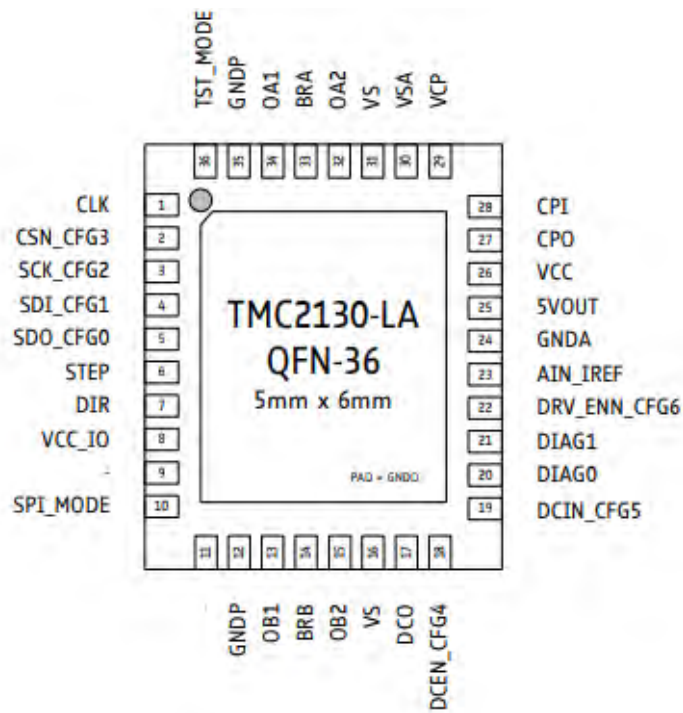 TST_MODE
GNDP
OA1
BRA
OA2
VS
VSA
VCP
36
35
34
33
32
31
30
29
CLK 1
CSN_CFG3 2
SCK_CFG2 3
SDI_CFG1 4
SDO_CFG0 5
STEP 6
DIR 7
VCC_IO 8
- 9
SPI_MODE 10
TMC2130-LA
QFN-36
5mm x 6mm
PAD = GNDD
28 CPI
27 CPO
26 VCC
25 5VOUT
24 GNDA
23 AIN_IREF
22 DRV_ENN_CFG6
21 DIAG1
20 DIAG0
19 DCIN_CFG5
11
12
13
14
15
16
17
18
GNDP
OB1
BRB
OB2
VS
DCO
DCEN_CFG4